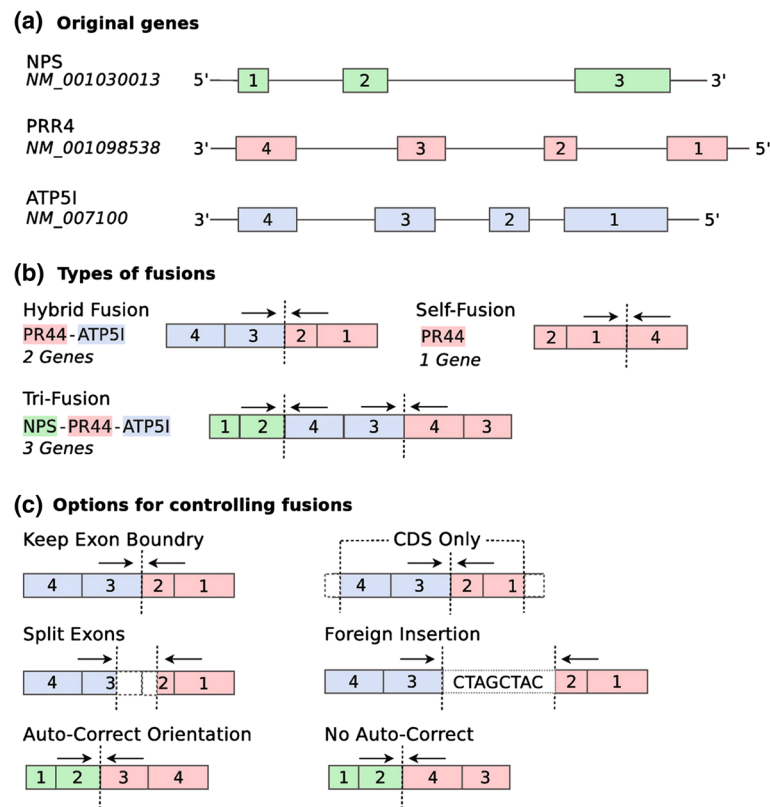 (a) Original genes
NPS
NM_001030013
5' 1 2 3 3'
PRR4
NM_001098538
3' 4 3 2 1 5'
ATP5I
NM_007100
3' 4 3 2 1 5'
(b) Types of fusions
Hybrid Fusion
PR44-ATP5I
2 Genes
4 3 2 1
Self-Fusion
PR44
1 Gene
2 1 4
Tri-Fusion
NPS-PR44-ATP5I
3 Genes
1 2 4 3 4 3
(c) Options for controlling fusions
Keep Exon Boundry
4 3 2 1
CDS Only
4 3 2 1
Split Exons
4 3 2 1
Foreign Insertion
4 3 CTAGCTAC 2 1
Auto-Correct Orientation
1 2 3 4
No Auto-Correct
1 2 4 3